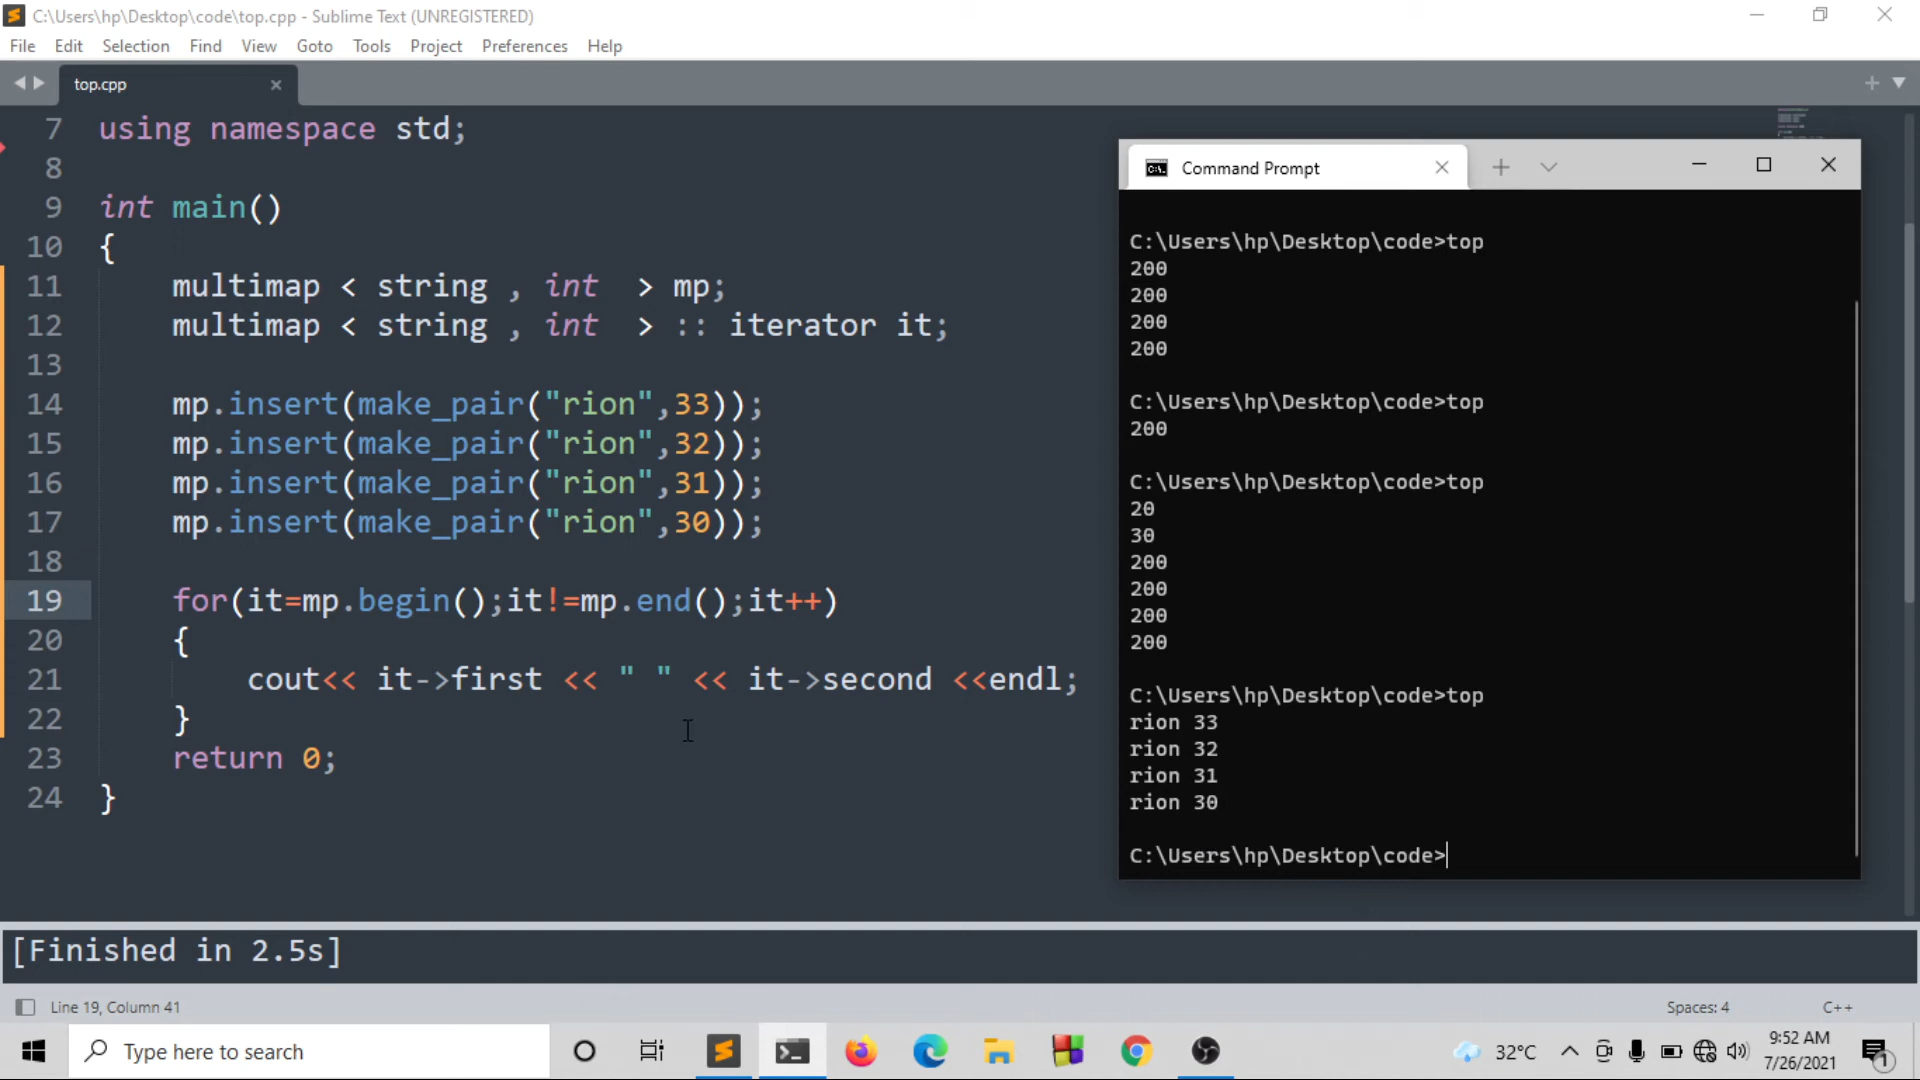 C:\Users\hp\Desktop\code\top.cpp - Sublime Text (UNREGISTERED)
File Edit Selection Find View Goto Tools Project Preferences Help
top.cpp
7 using namespace std;
8
9 int main()
10 {
11 multimap < string , int > mp;
12 multimap < string , int > :: iterator it;
13
14 mp.insert(make_pair("rion",33));
15 mp.insert(make_pair("rion",32));
16 mp.insert(make_pair("rion",31));
17 mp.insert(make_pair("rion",30));
18
19 for(it=mp.begin();it!=mp.end();it++)
20 {
21 cout<< it->first << " " << it->second <<endl;
22 }
23 return 0;
24 }
Command Prompt
C:\Users\hp\Desktop\code>top
200
200
200
200
C:\Users\hp\Desktop\code>top
200
C:\Users\hp\Desktop\code>top
20
30
200
200
200
200
C:\Users\hp\Desktop\code>top
rion 33
rion 32
rion 31
rion 30
C:\Users\hp\Desktop\code>
[Finished in 2.5s]
Line 19, Column 41 Spaces: 4 C++
Type here to search
32°C
9:52 AM
7/26/2021
1